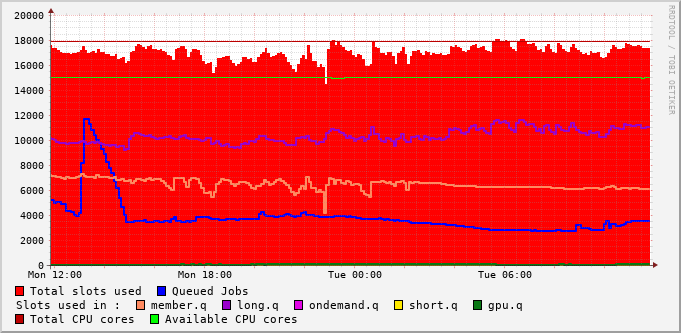 20000
18000
16000
14000
12000
10000
8000
6000
4000
2000
0
Mon 12:00 Mon 18:00 Tue 00:00 Tue 06:00
RRDTOOL / TOBI OETIKER
Total slots used Queued Jobs
Slots used in : member.q long.q ondemand.q short.q gpu.q
Total CPU cores Available CPU cores